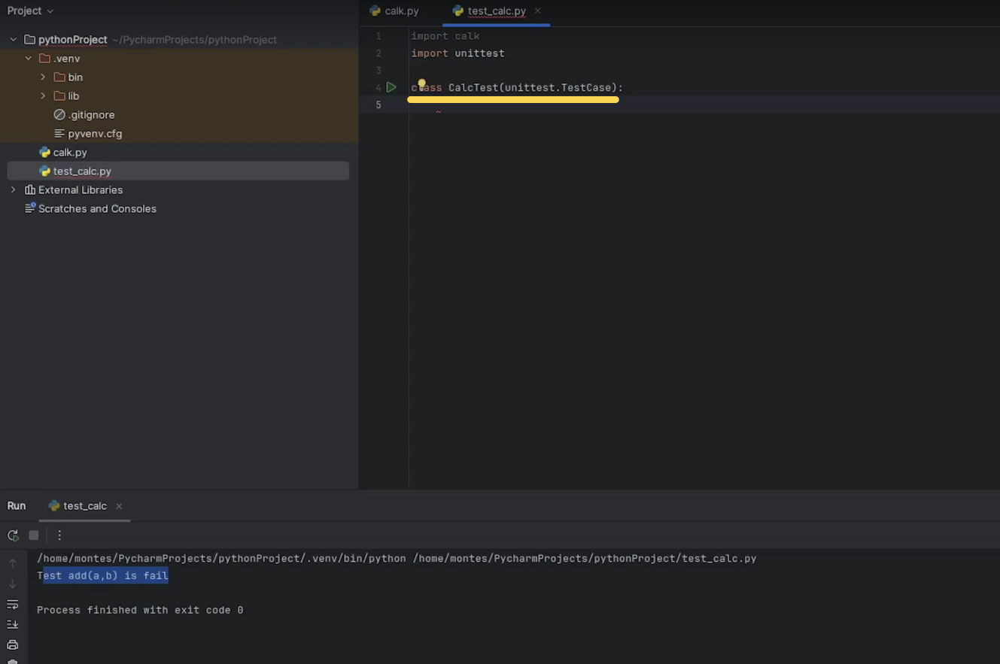 Project
pythonProject ~/PycharmProjects/pythonProject
.venv
bin
lib
.gitignore
pyvenv.cfg
calk.py
test_calc.py
External Libraries
Scratches and Consoles
calk.py test_calc.py
1 import calk
2 import unittest
3
4 class CalcTest(unittest.TestCase):
5
Run test_calc
/home/montes/PycharmProjects/pythonProject/.venv/bin/python /home/montes/PycharmProjects/pythonProject/test_calc.py
Test add(a,b) is fail
Process finished with exit code 0